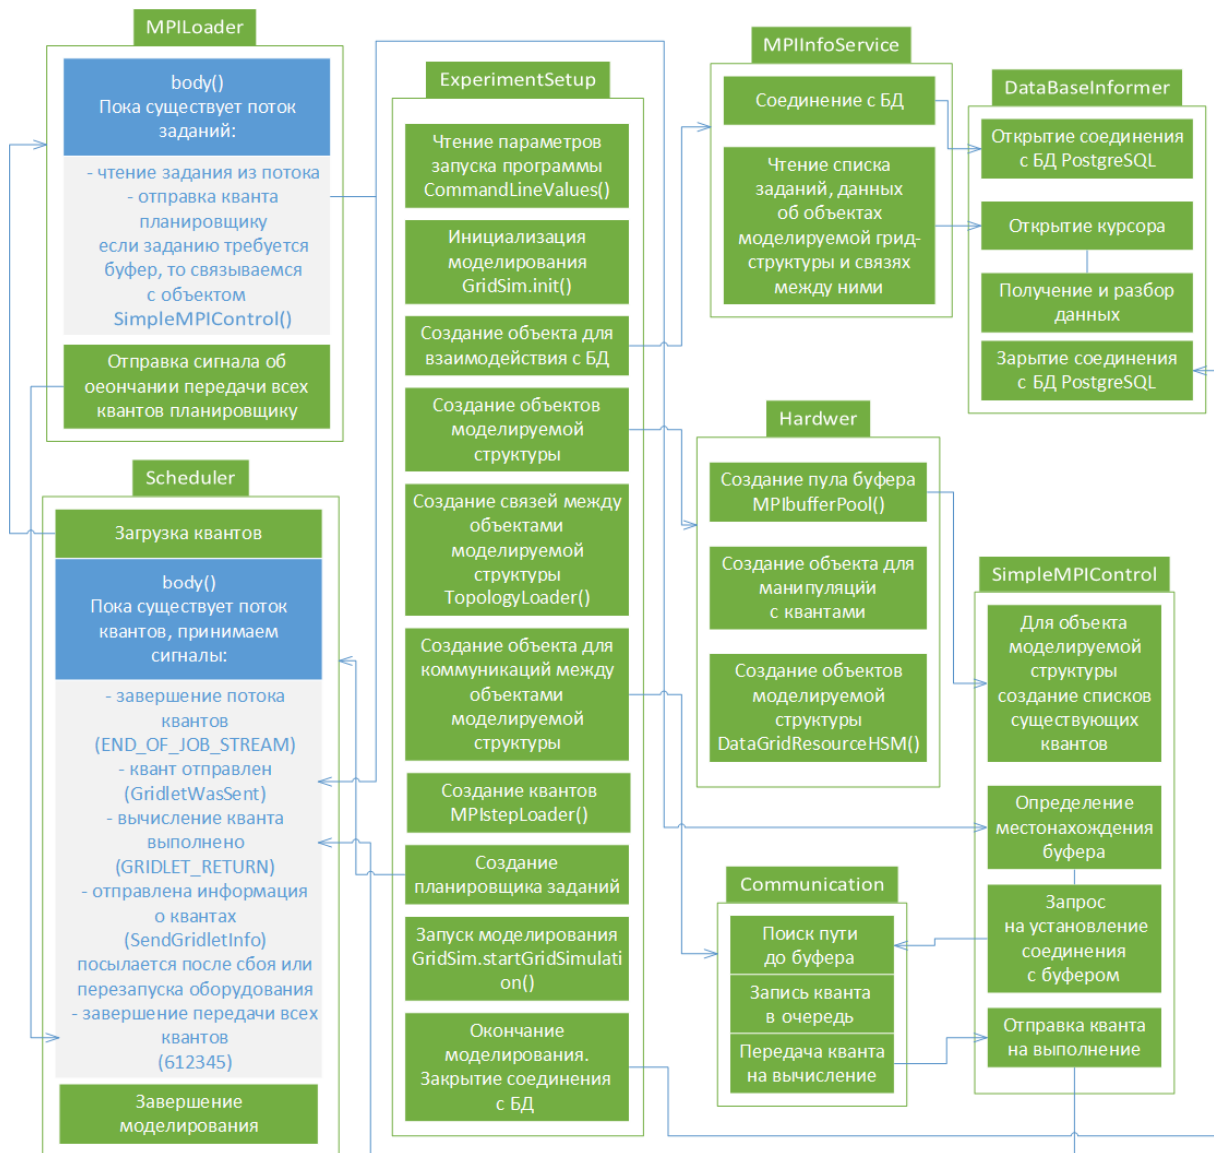 MPILoader
body()
Пока существует поток
заданий:
- чтение задания из потока
- отправка кванта
планировщику
если заданию требуется
буфер, то связываемся
с объектом
SimpleMPIControl()
Отправка сигнала об
оеончании передачи всех
квантов планировщику
Scheduler
Загрузка квантов
body()
Пока существует поток
квантов, принимаем
сигналы:
- завершение потока
квантов
(END_OF_JOB_STREAM)
- квант отправлен
(GridletWasSent)
- вычисление кванта
выполнено
(GRIDLET_RETURN)
- отправлена информация
о квантах
(SendGridletInfo)
посылается после сбоя или
перезапуска оборудования
- завершение передачи всех
квантов
(612345)
Завершение
моделирования
ExperimentSetup
Чтение параметров
запуска программы
CommandLineValues()
Инициализация
моделирования
GridSim.init()
Создание объекта для
взаимодействия с БД
Создание объектов
моделируемой
структуры
Создание связей между
объектами
моделируемой
структуры
TopologyLoader()
Создание объекта для
коммуникаций между
объектами
моделируемой
структуры
Создание квантов
MPIstepLoader()
Создание
планировщика заданий
Запуск моделирования
GridSim.startGridSimulati
on()
Окончание
моделирования.
Закрытие соединения
с БД
MPIInfoService
Соединение с БД
Чтение списка
заданий, данных
об объектах
моделируемой грид-
структуры и связях
между ними
DataBaseInformer
Открытие соединения
с БД PostgreSQL
Открытие курсора
Получение и разбор
данных
Зарытие соединения
с БД PostgreSQL
Hardwer
Создание пула буфера
MPIbufferPool()
Создание объекта для
манипуляци
с квантами
Создание объектов
моделируемой
структуры
DataGridResourceHSM()
SimpleMPIControl
Для объекта
моделируемой
структуры
создание списков
существующих
квантов
Определение
местонахождения
буфера
Запрос
на установление
соединения
с буфером
Отправка кванта
на выполнение
Communication
Поиск пути
до буфера
Запись кванта
в очередь
Передача кванта
на вычисление